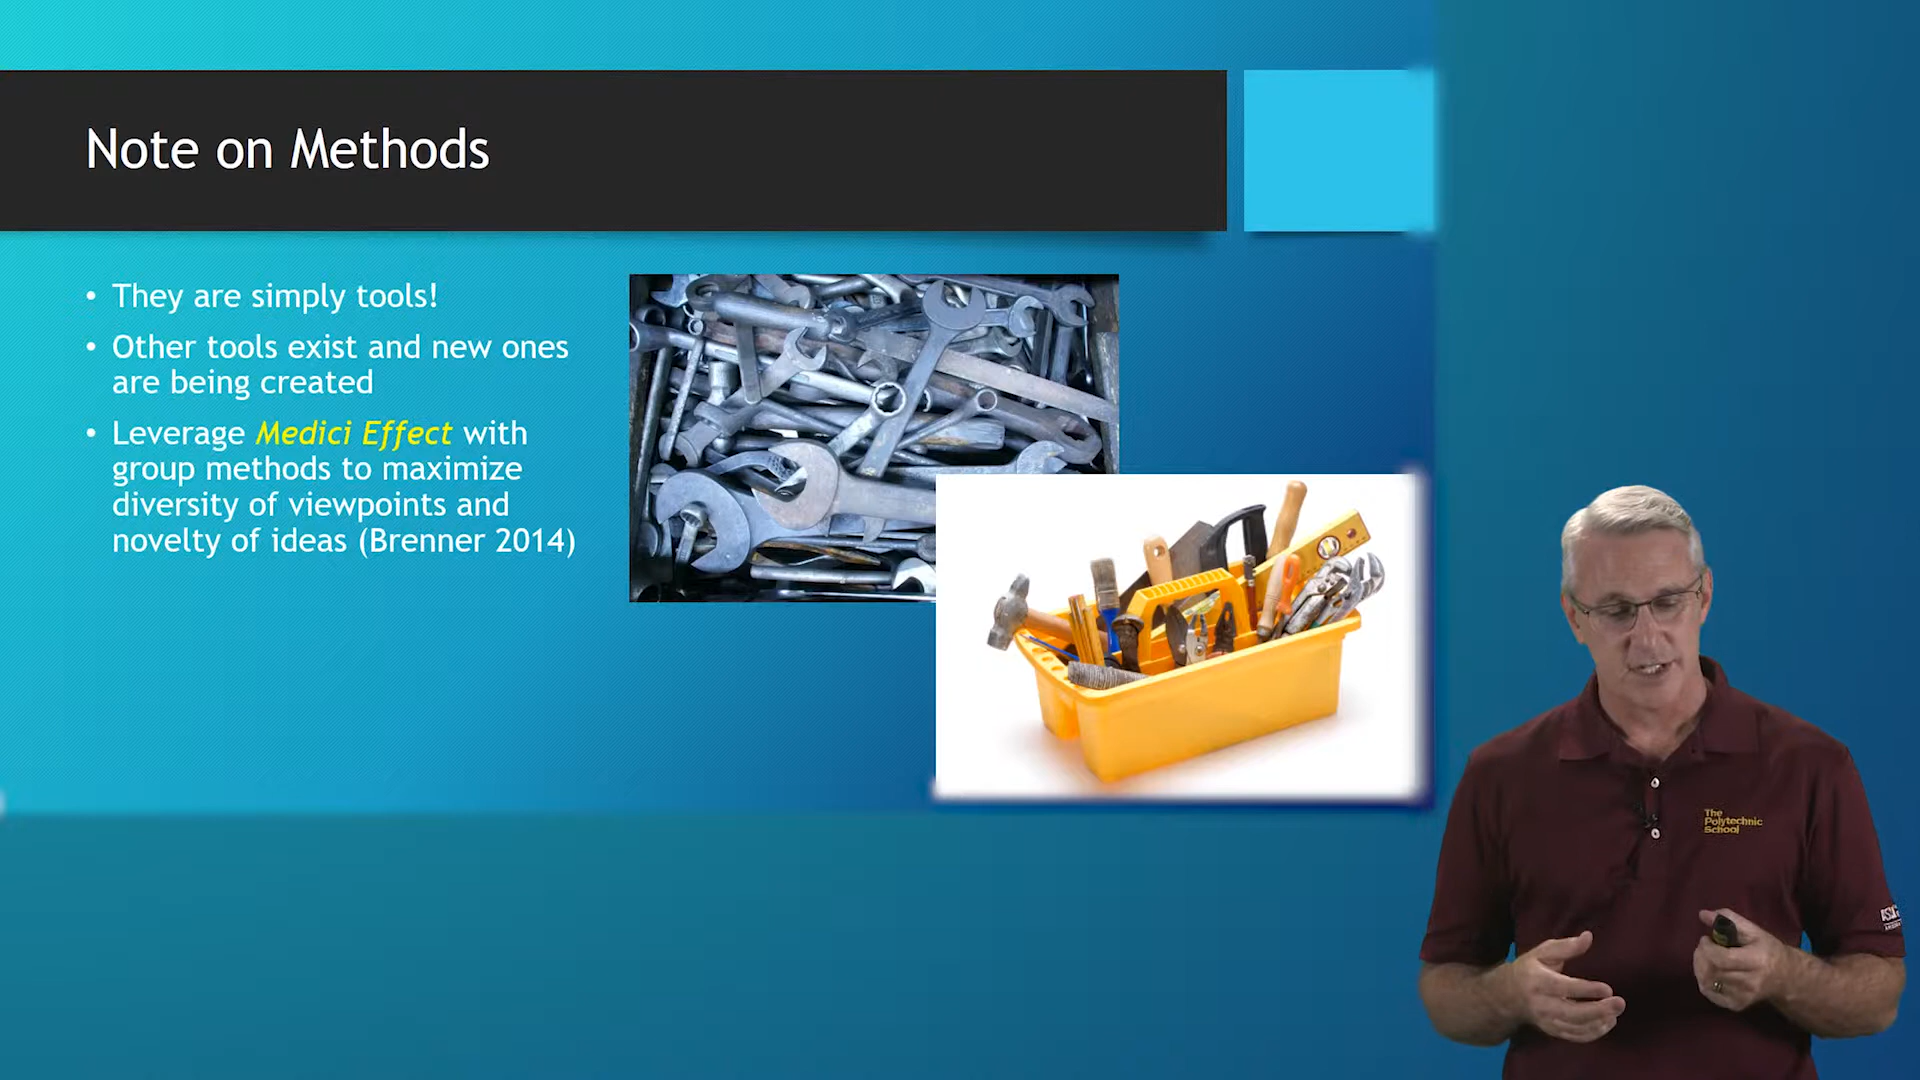 Note on Methods
• They are simply tools!
• Other tools exist and new ones
are being created
• Leverage Medici Effect with
group methods to maximize
diversity of viewpoints and
novelty of ideas (Brenner 2014)
The
Polytechnic
School